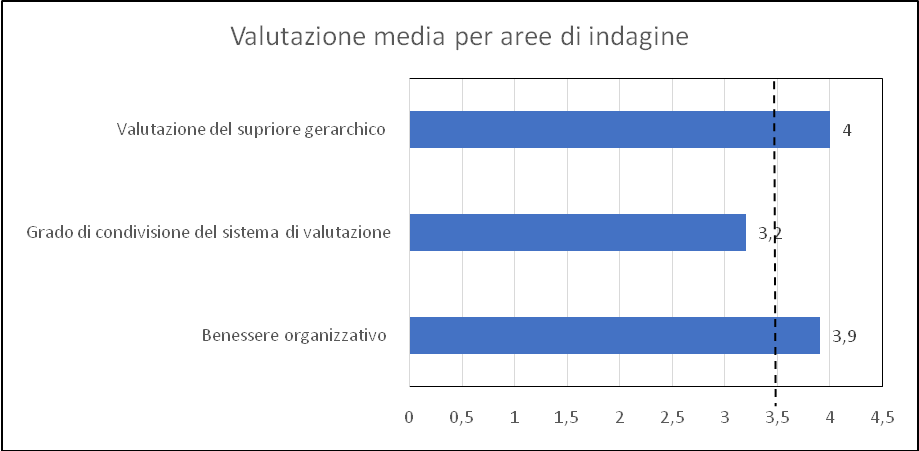 Valutazione media per aree di indagine
Valutazione del supriore gerarchico
4
Grado di condivisione del sistema di valutazione
3,2
Benessere organizzativo
3,9
0 0,5 1 1,5 2 2,5 3 3,5 4 4,5